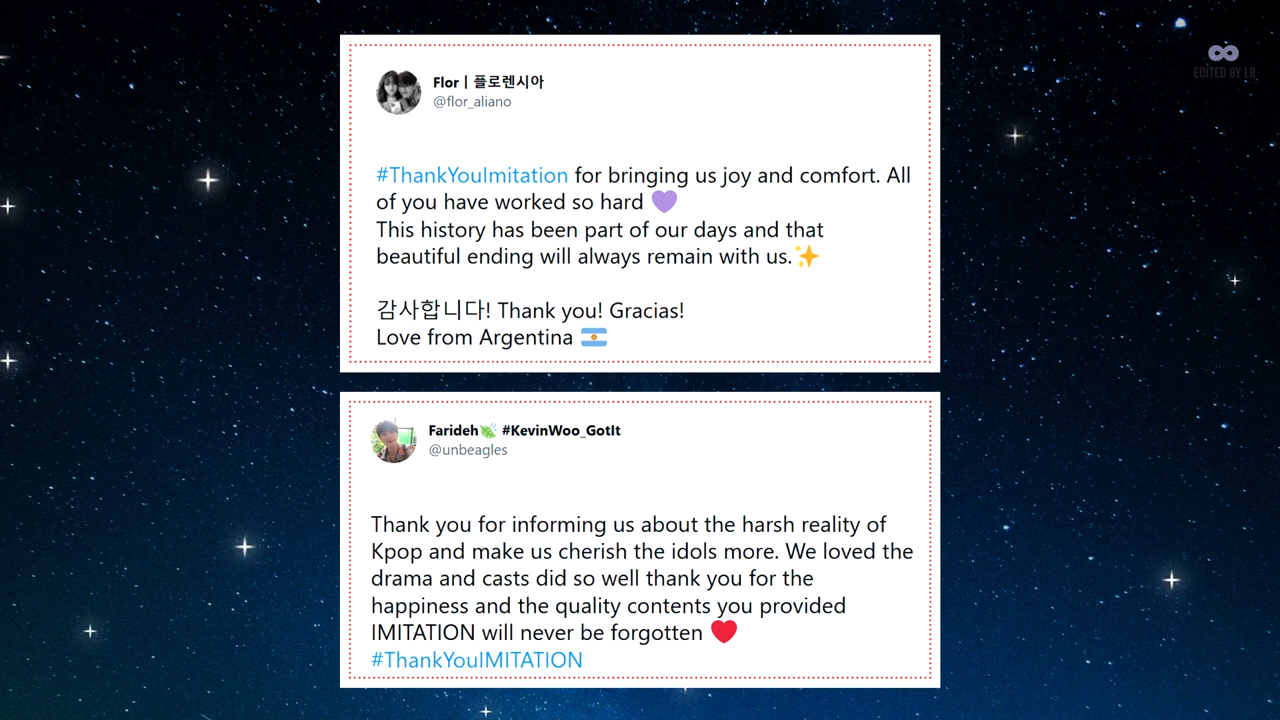 EDITED BY LR
Flor | 플로렌시아
@flor_aliano
#ThankYouImitation for bringing us joy and comfort. All
of you have worked so hard 💜
This history has been part of our days and that
beautiful ending will always remain with us.✨
감사합니다! Thank you! Gracias!
Love from Argentina 🇦🇷
Farideh🍃 #KevinWoo_GotIt
@unbeagles
Thank you for informing us about the harsh reality of
Kpop and make us cherish the idols more. We loved the
drama and casts did so well thank you for the
happiness and the quality contents you provided
IMITATION will never be forgotten ❤️
#ThankYouIMITATION